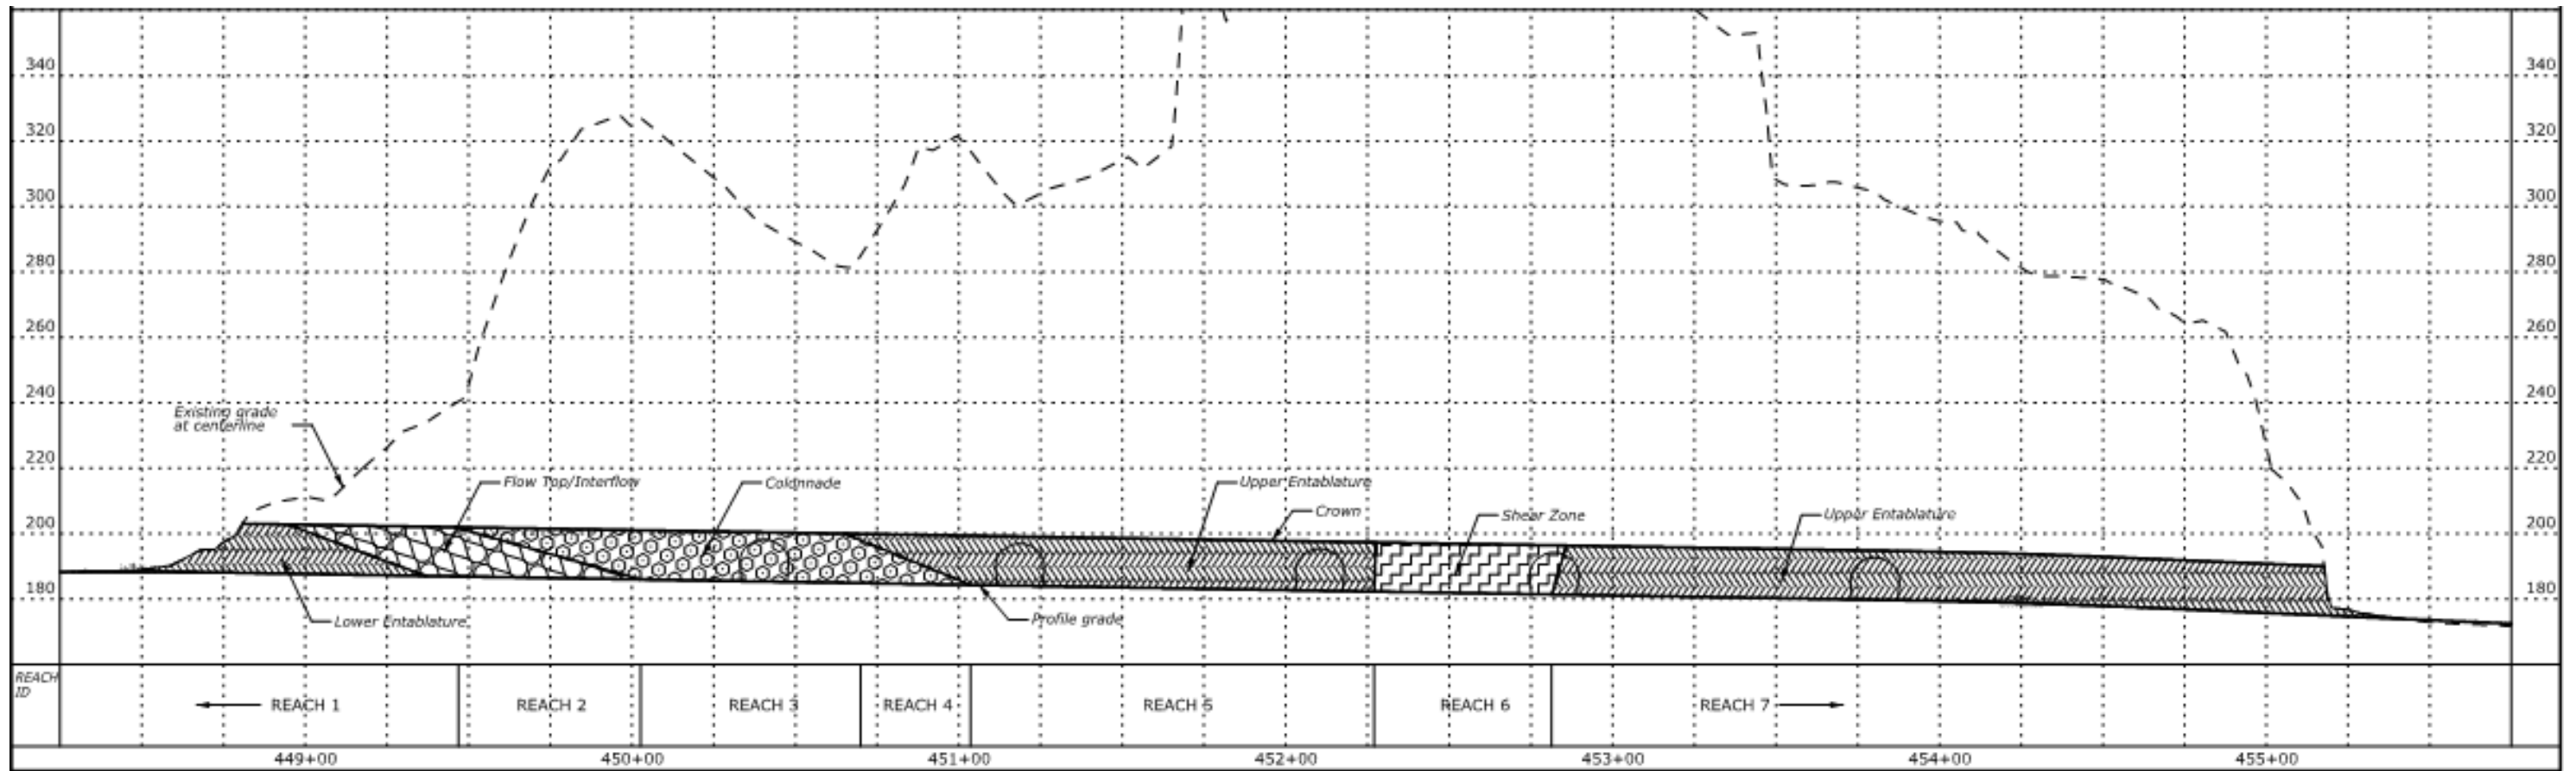 340 340
320 320
300 300
280 280
260 260
240 240
Existing grade
at centerline
220 220
Flow Top/Interflow
Colonnade
Upper Entablature
Crown
Shear Zone
Upper Entablature
200 200
180 180
Lower Entablature
Profile grade
REACH
ID
REACH 1 REACH 2 REACH 3 REACH 4 REACH 5 REACH 6 REACH 7
449+00 450+00 451+00 452+00 453+00 454+00 455+00